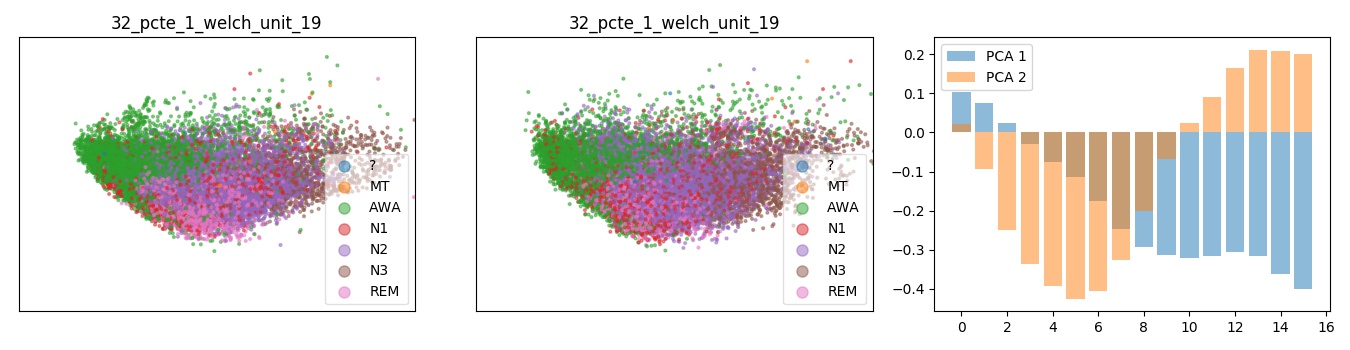 32_pcte_1_welch_unit_19
?
MT
AWA
N1
N2
N3
REM
32_pcte_1_welch_unit_19
?
MT
AWA
N1
N2
N3
REM
PCA 1
PCA 2
0.2
0.1
0.0
−0.1
−0.2
−0.3
−0.4
0 2 4 6 8 10 12 14 16